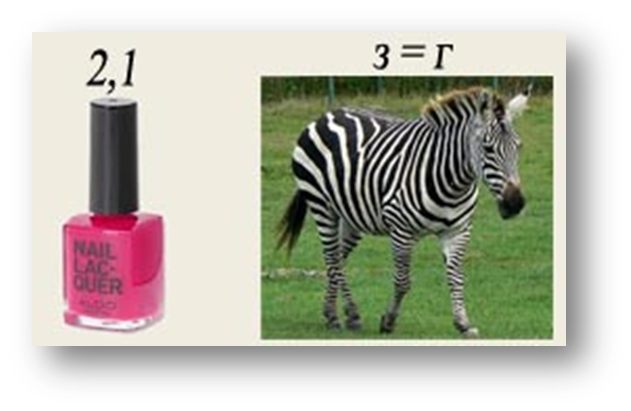 2,1
з = г
NAIL
LAC-
QUER